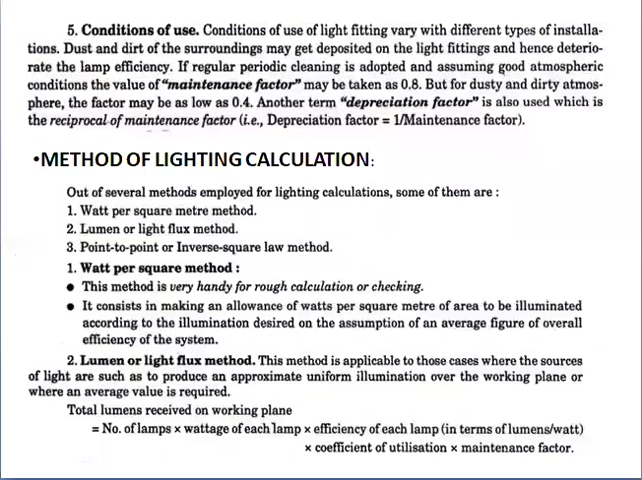 5. Conditions of use. Conditions of use of light fitting vary with different types of installa-
tions. Dust and dirt of the surroundings may get deposited on the light fittings and hence deterio-
rate the lamp efficiency. If regular periodic cleaning is adopted and assuming good atmospheric
conditions the value of "maintenance factor" may be taken as 0.8. But for dusty and dirty atmos-
phere, the factor may be as low as 0.4. Another term "depreciation factor" is also used which is
the reciprocal of maintenance factor (i.e., Depreciation factor = 1/Maintenance factor).
•METHOD OF LIGHTING CALCULATION:
Out of several methods employed for lighting calculations, some of them are :
1. Watt per square metre method.
2. Lumen or light flux method.
3. Point-to-point or Inverse-square law method.
1. Watt per square method :
● This method is very handy for rough calculation or checking.
● It consists in making an allowance of watts per square metre of area to be illuminated
according to the illumination desired on the assumption of an average figure of overall
efficiency of the system.
2. Lumen or light flux method. This method is applicable to those cases where the sources
of light are such as to produce an approximate uniform illumination over the working plane or
where an average value is required.
Total lumens received on working plane
= No. of lamps × wattage of each lamp × efficiency of each lamp (in terms of lumens/watt)
× coefficient of utilisation × maintenance factor.